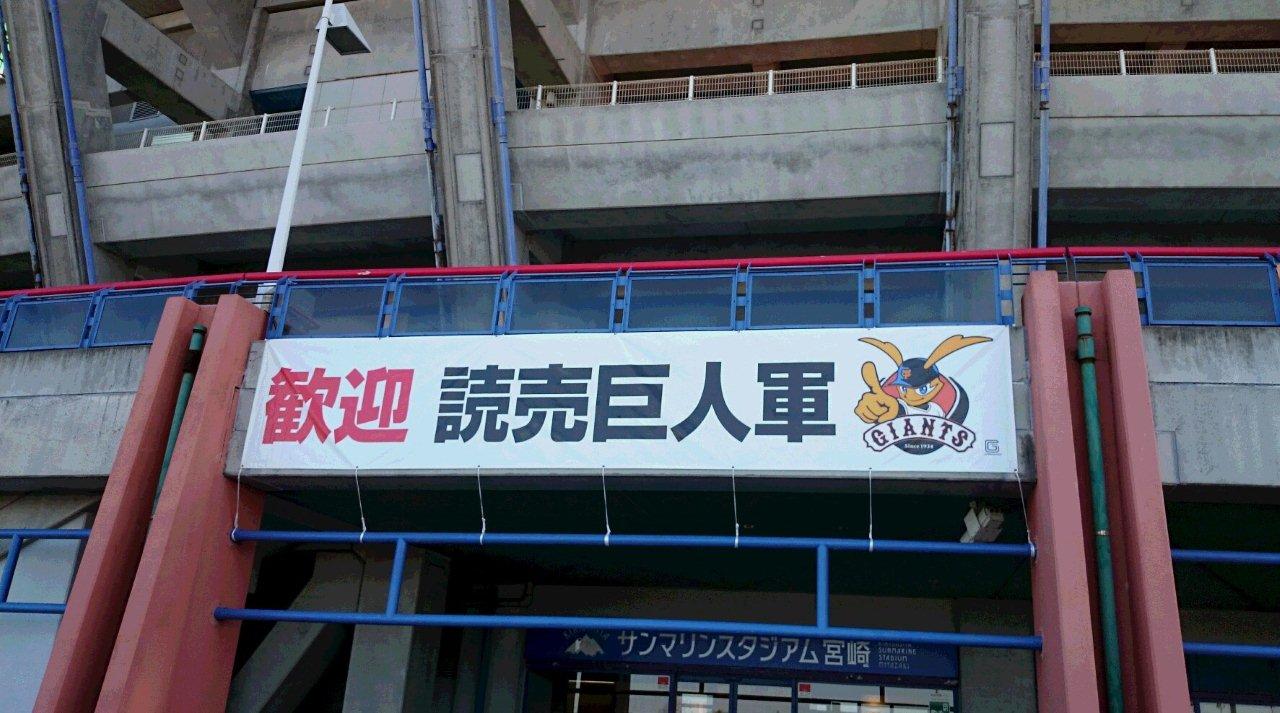 歓迎 読売巨人軍
GIANTS
Since 1934
G
サンマリンスタジアム宮崎
SUNMARINE
STADIUM
MIYAZAKI